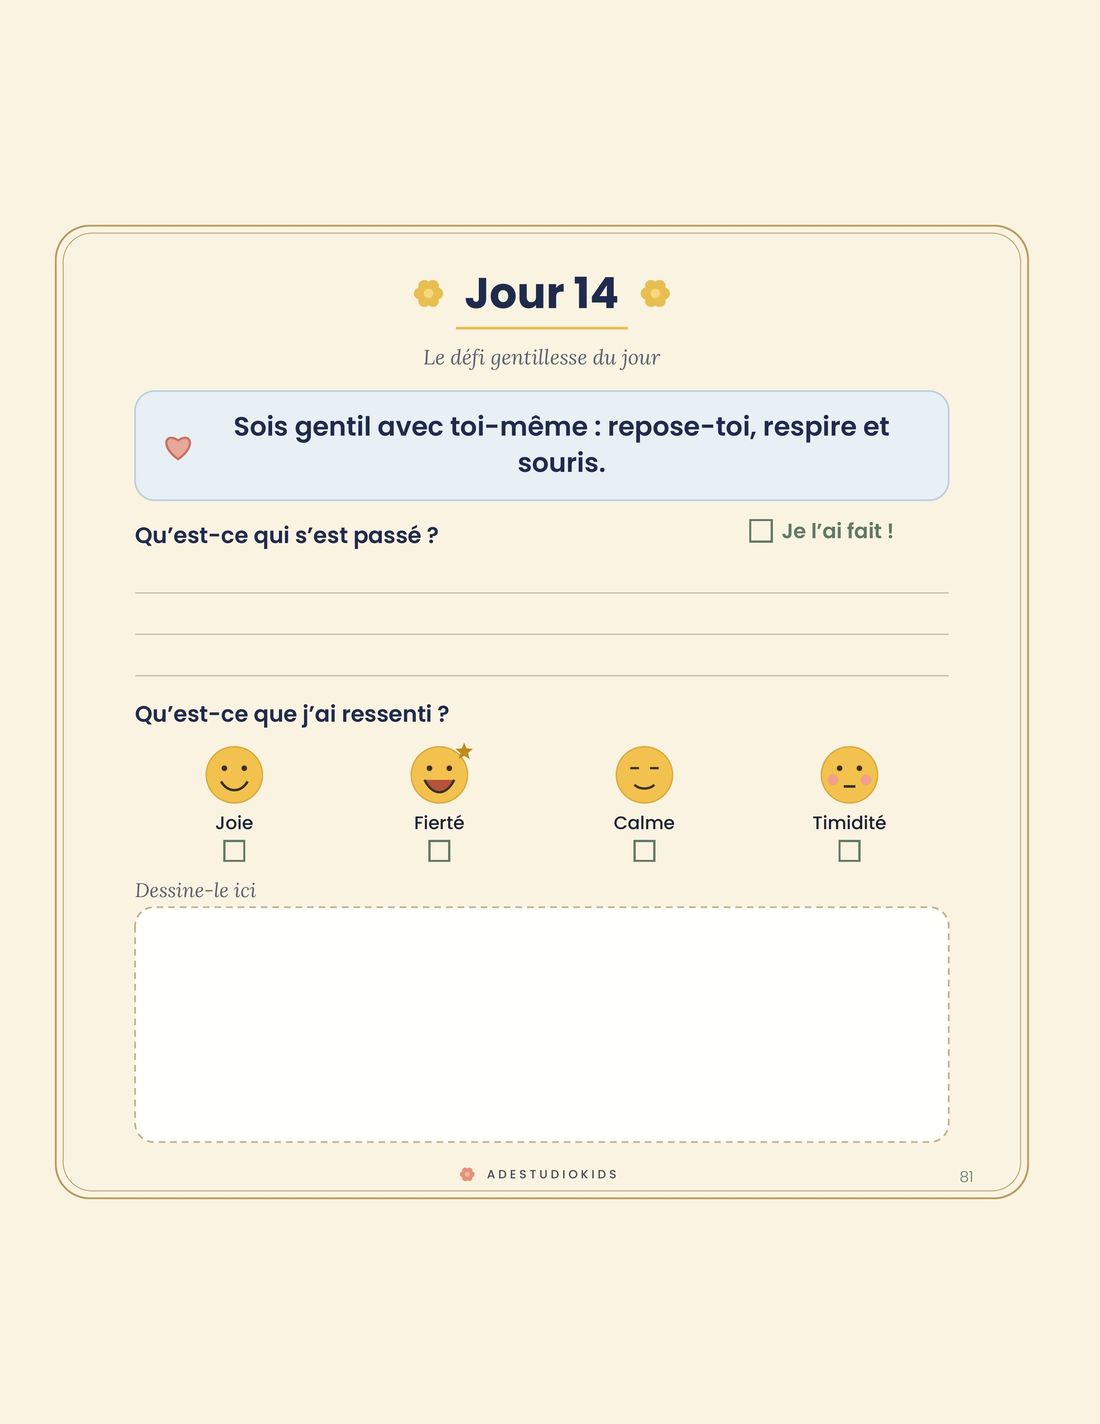 Jour 14
Le défi gentillesse du jour
Sois gentil avec toi-même : repose-toi, respire et
souris.
Qu’est-ce qui s’est passé ?
Je l’ai fait !
Qu’est-ce que j’ai ressenti ?
Joie
Fierté
Calme
Timidité
Dessine-le ici
ADESTUDIOKIDS
81